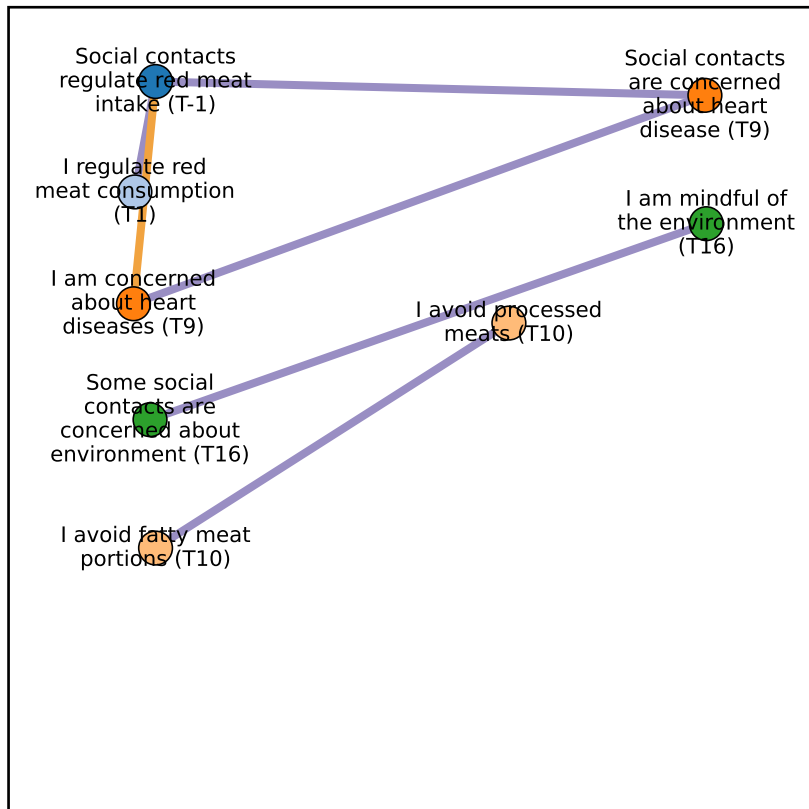 Social contacts
regulate red meat
intake (T-1)
Social contacts
are concerned
about heart
disease (T9)
I regulate red
meat consumption
(T1)
I am mindful of
the environment
(T16)
I am concerned
about heart
diseases (T9)
I avoid processed
meats (T10)
Some social
contacts are
concerned about
environment (T16)
I avoid fatty meat
portions (T10)